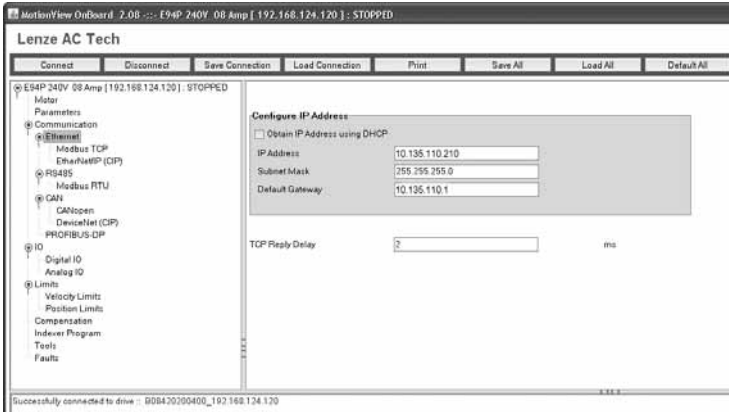 MotionView OnBoard 2.08 -::- E94P 240V 08 Amp [ 192.168.124.120 ] : STOPPED
Lenze AC Tech
Connect Disconnect Save Connection Load Connection Print Save All Load All Default All
E94P 240V 08 Amp [192.168.124.120] : STOPPED
Motor
Parameters
Communication
Ethernet
Modbus TCP
EtherNet/IP (CIP)
RS485
Modbus RTU
CAN
CANopen
DeviceNet (CIP)
PROFIBUS-DP
IO
Digital IO
Analog IO
Limits
Velocity Limits
Position Limits
Compensation
Indexer Program
Tools
Faults
Configure IP Address
Obtain IP Address using DHCP
IP Address 10.135.110.210
Subnet Mask 255.255.255.0
Default Gateway 10.135.110.1
TCP Reply Delay 2 ms
Successfully connected to drive :: B08420200400_192.168.124.120